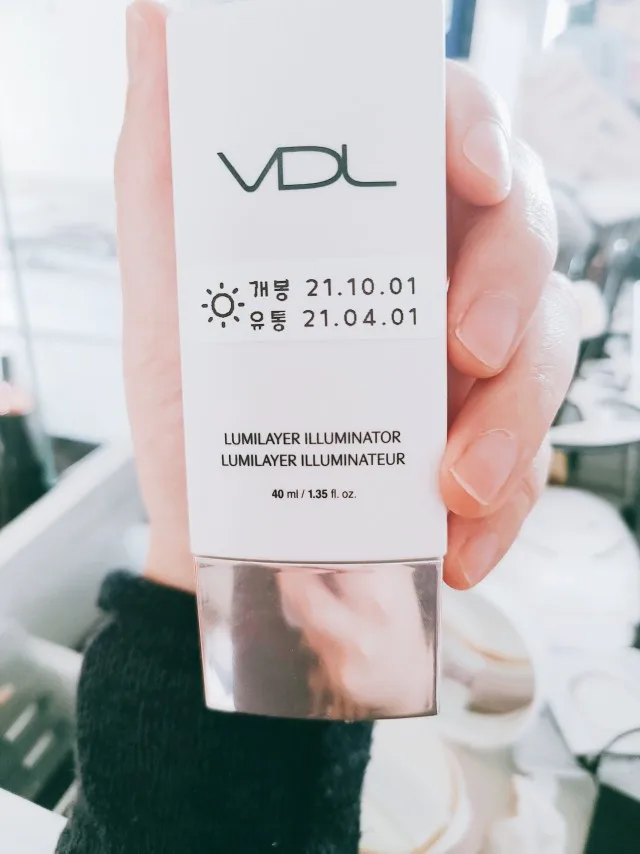 VDL
개봉 21.10.01
유통 21.04.01
LUMILAYER ILLUMINATOR
LUMILAYER ILLUMINATEUR
40 ml / 1.35 fl. oz.